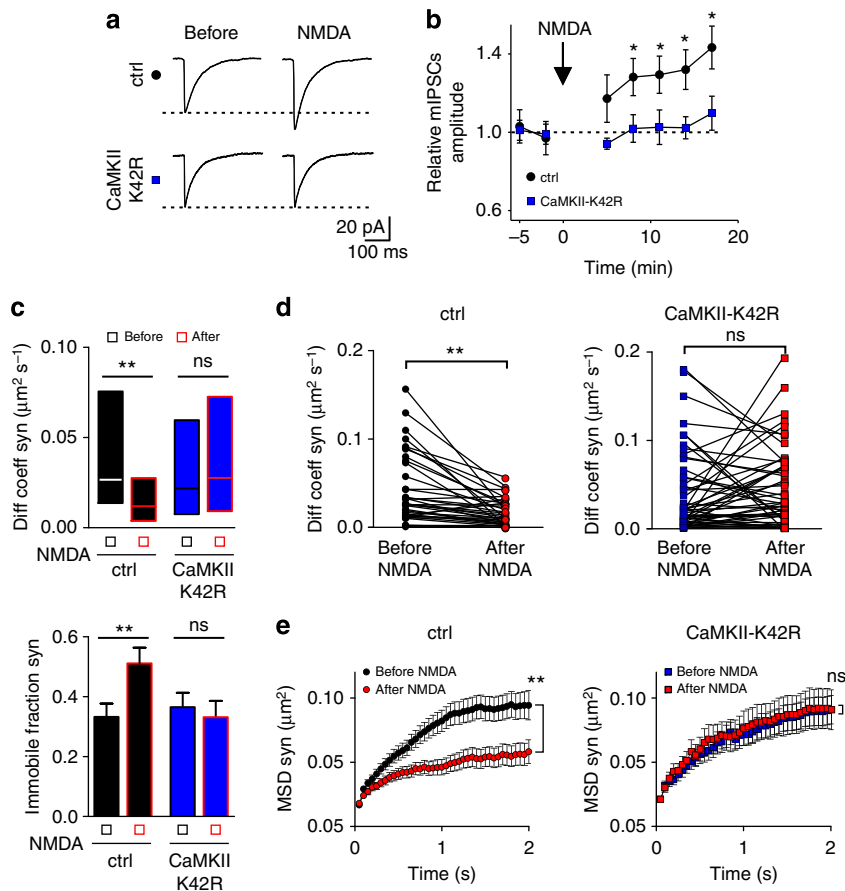 a
Before
NMDA
ctrl
CaMKII
K42R
20 pA
100 ms
b
NMDA
Relative mIPSCs
amplitude
1.4
1.0
0.6
* * * * *
ctrl
CaMKII-K42R
−5 0 10 20
Time (min)
c
Before After
Diff coeff syn (μm² s⁻¹)
0.10
0.05
0.00
** ns
NMDA
ctrl
CaMKII
K42R
Immobile fraction syn
0.6
0.4
0.2
0.0
** ns
NMDA
ctrl
CaMKII
K42R
d
ctrl
Diff coeff syn (μm² s⁻¹)
0.2
0.1
0.0
**
Before
NMDA
After
NMDA
CaMKII-K42R
Diff coeff syn (μm² s⁻¹)
0.2
0.1
0.0
ns
Before
NMDA
After
NMDA
e
ctrl
Before NMDA
After NMDA
**
MSD syn (μm²)
0.10
0.05
0.05
0 1 2
Time (s)
CaMKII-K42R
Before NMDA
After NMDA
ns
MSD syn (μm²)
0.10
0.05
0.05
0 1 2
Time (s)